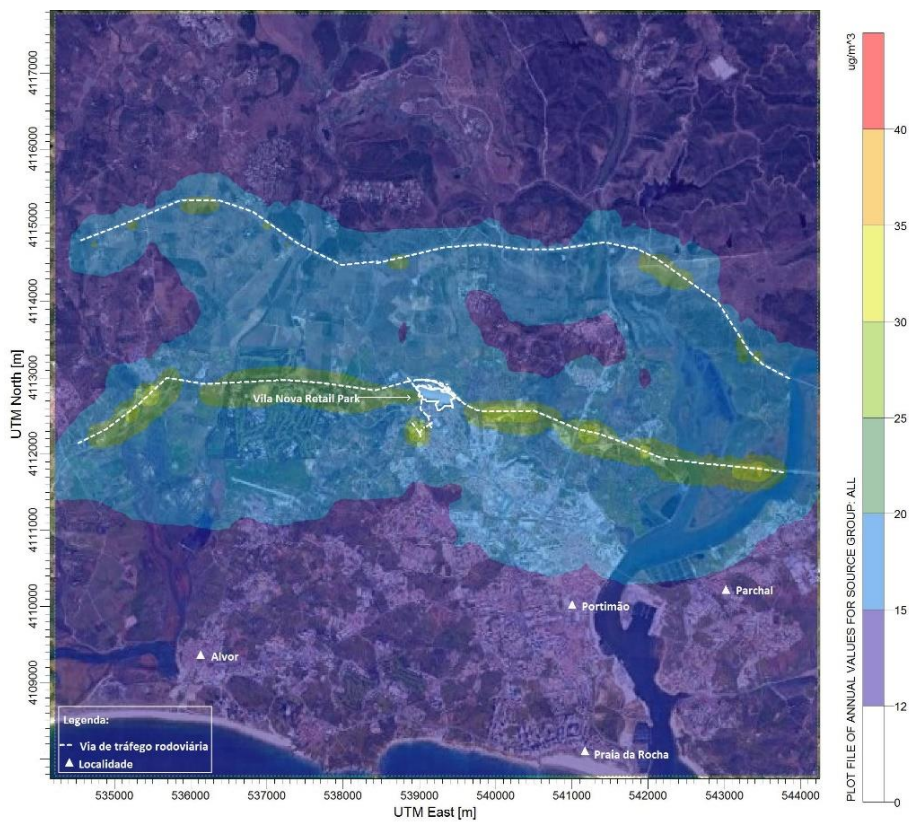 4117000
4116000
4115000
4114000
4113000
4112000
4111000
4110000
4109000
UTM North [m]
Vila Nova Retail Park
Parchal
Portimão
Alvor
Praia da Rocha
Legenda:
Via de tráfego rodoviária
Localidade
535000 536000 537000 538000 539000 540000 541000 542000 543000 544000
UTM East [m]
ug/m^3
40
35
30
25
20
15
12
0
PLOT FILE OF ANNUAL VALUES FOR SOURCE GROUP: ALL